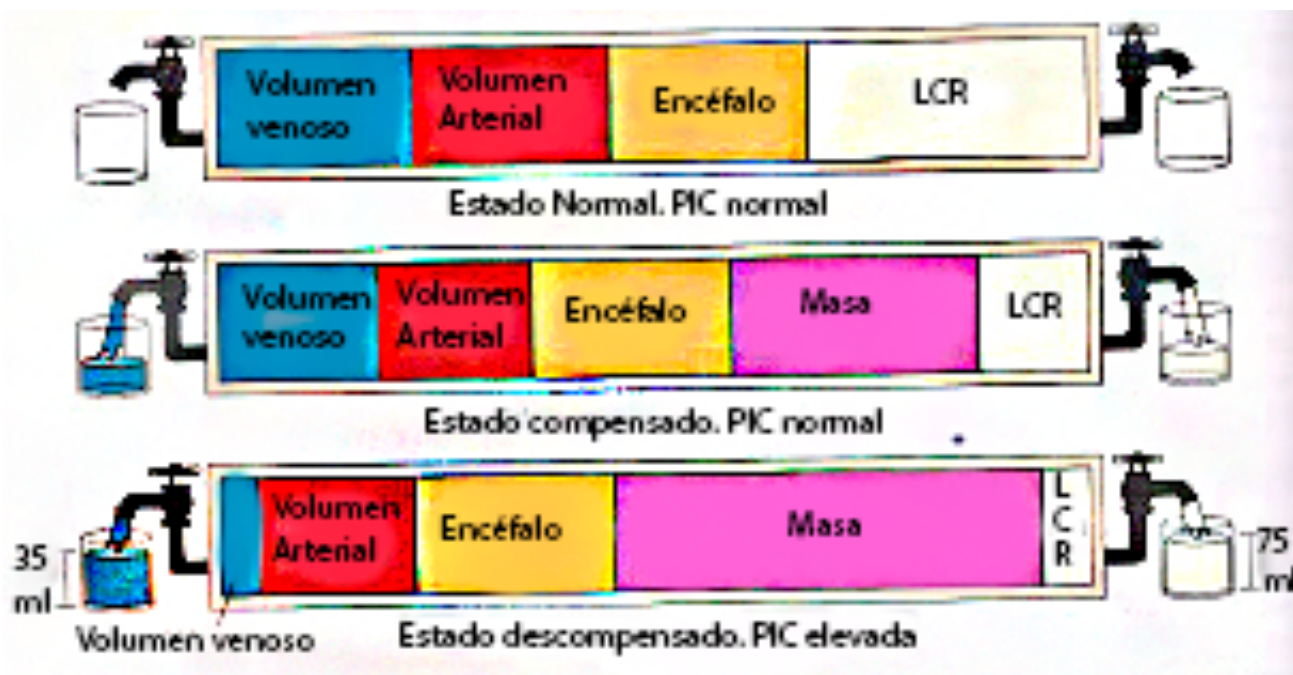 Volumen
venoso
Volumen
Arterial
Encéfalo
LCR
Estado Normal. PIC normal
Volumen
venoso
Volumen
Arterial
Encéfalo
Masa
LCR
Estado compensado. PIC normal
35
ml
Volumen
Arterial
Encéfalo
Masa
L
C
R
75
ml
Volumen venoso
Estado descompensado. PIC elevada